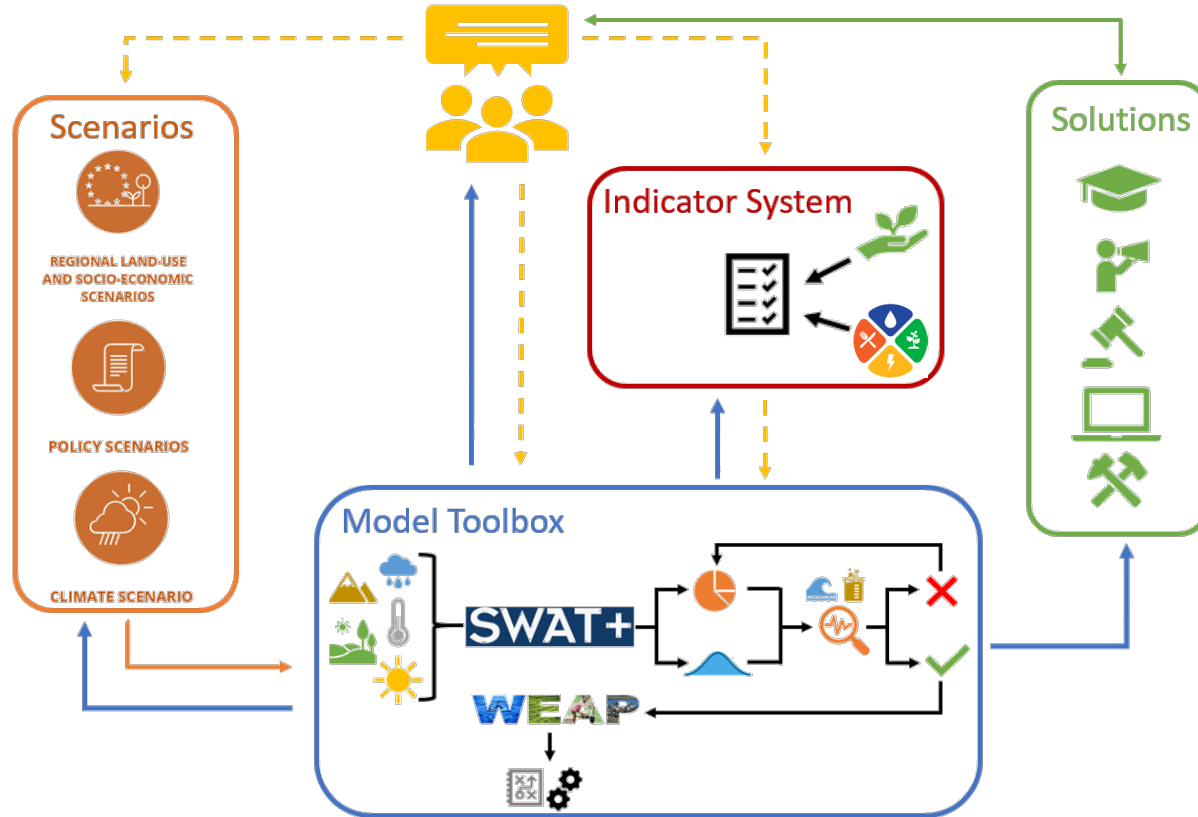 Scenarios
REGIONAL LAND-USE
AND SOCIO-ECONOMIC
SCENARIOS
POLICY SCENARIOS
CLIMATE SCENARIO
Indicator System
Solutions
Model Toolbox
SWAT+
WEAP